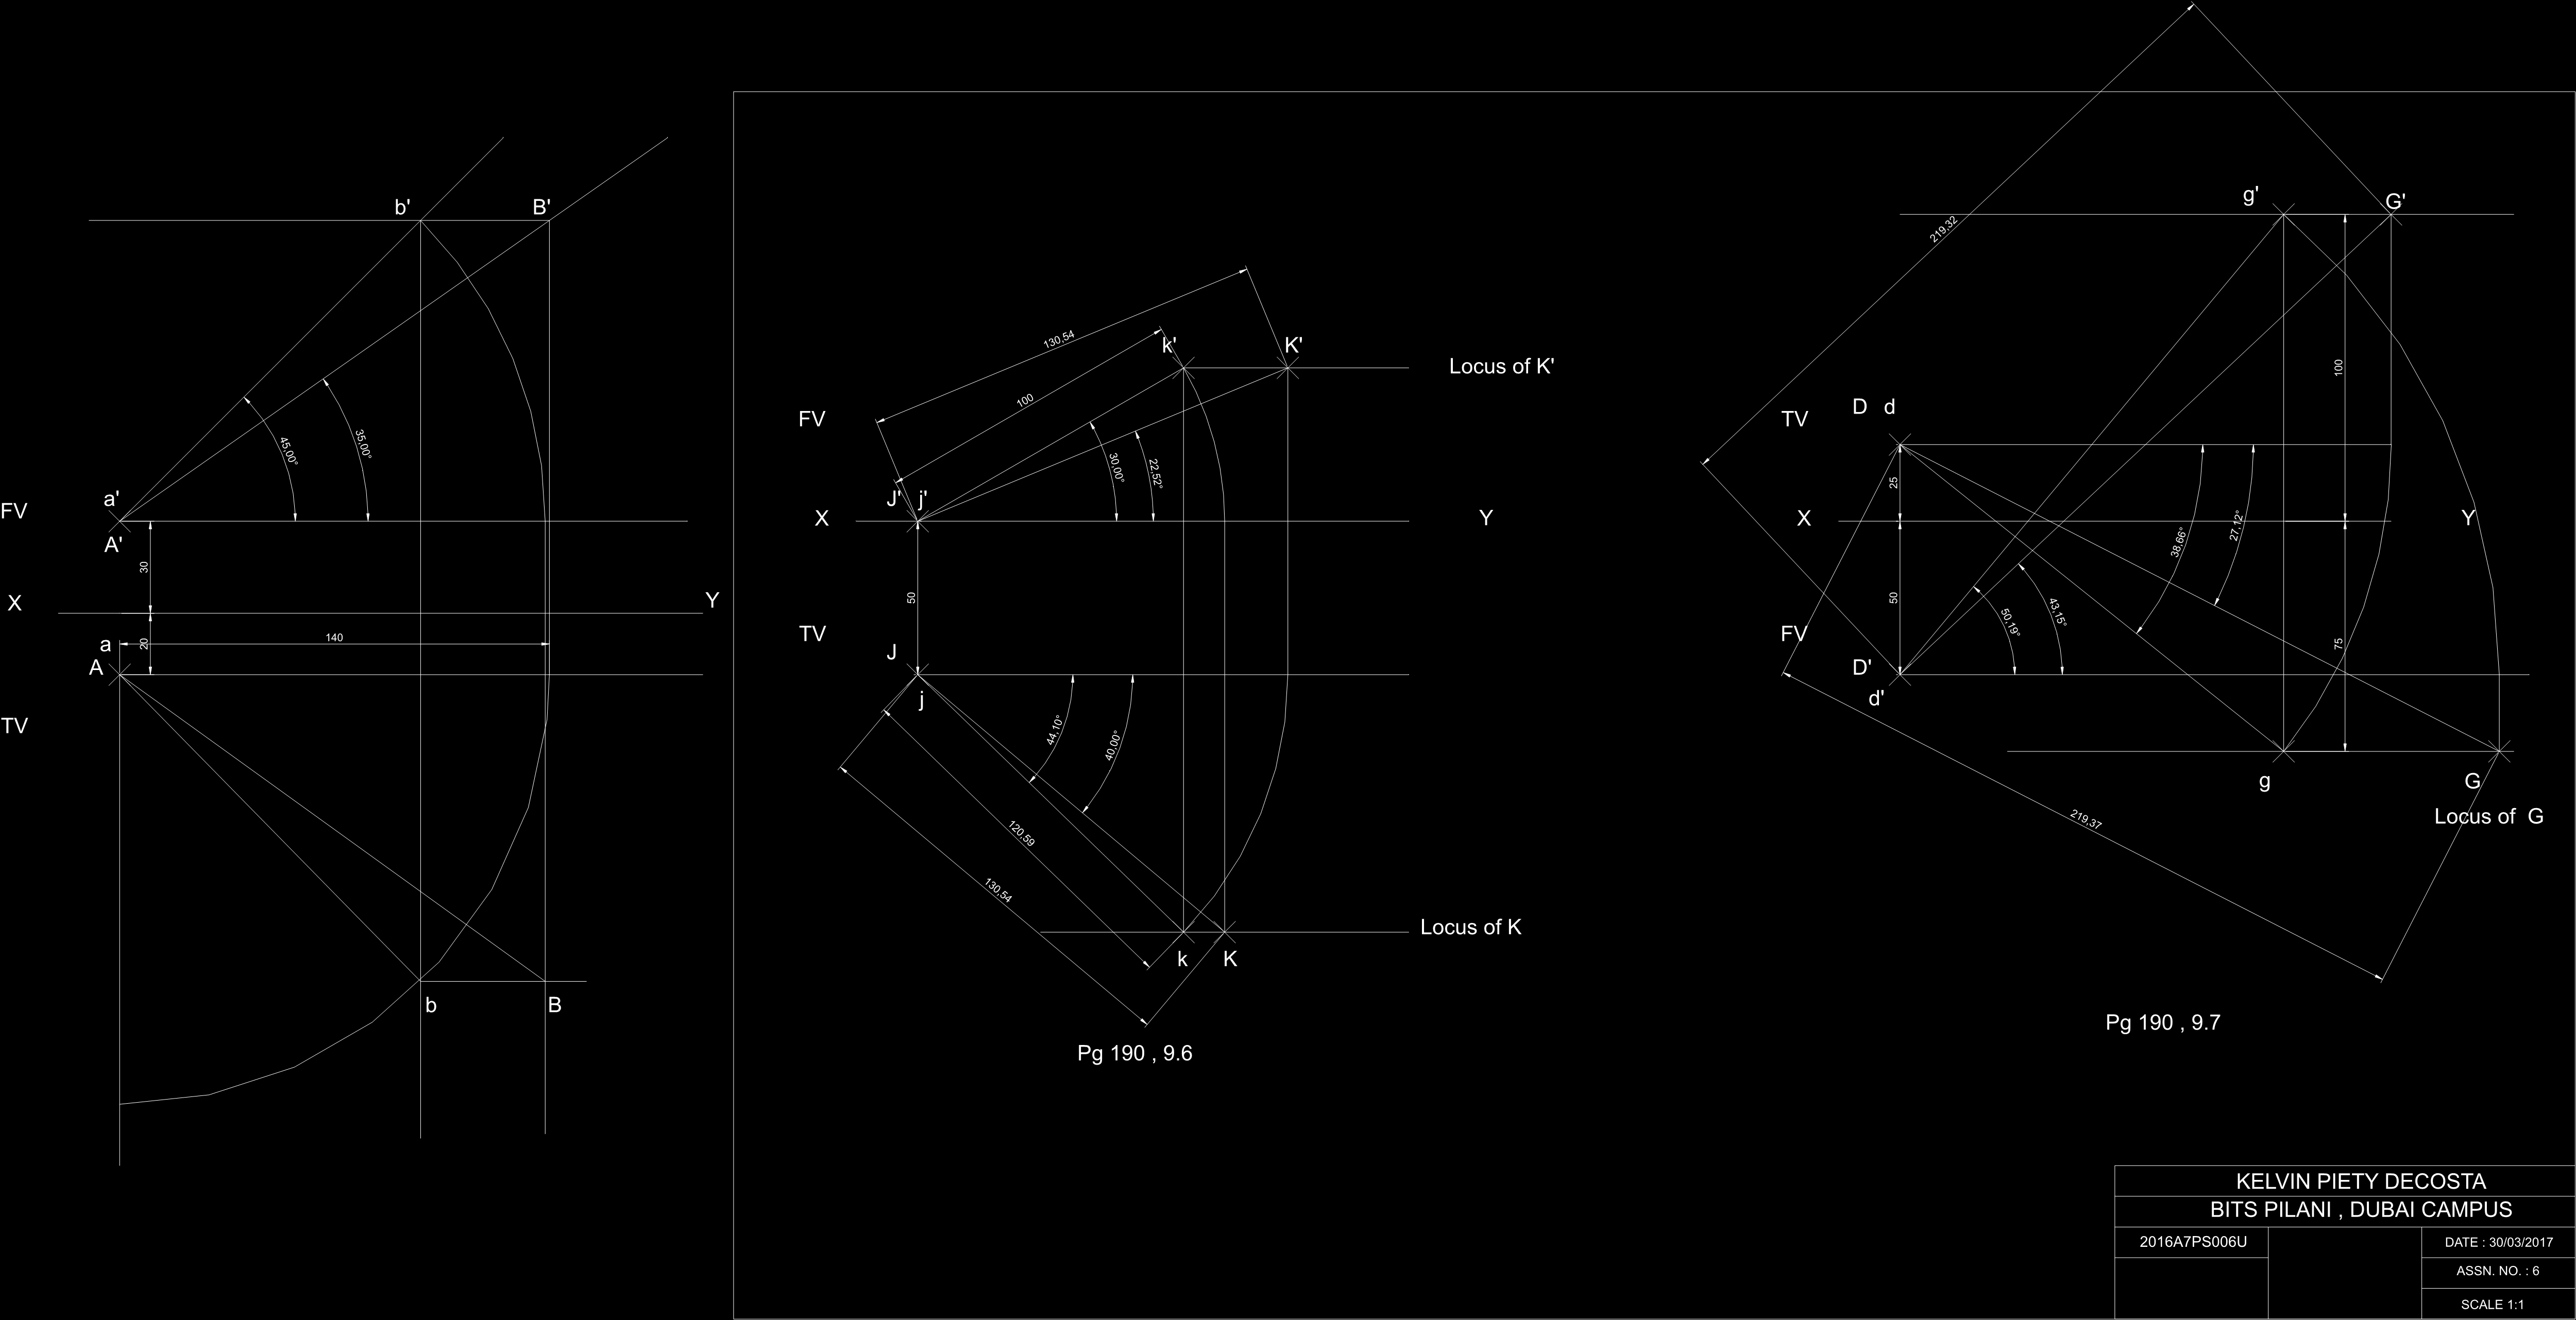 b'
B'
45,00°
35,00°
FV
a'
A'
30
X
Y
20
140
a
A
TV
b
B
130,54
k'
K'
Locus of K'
100
FV
30,00°
22,52°
J'
j'
X
Y
50
TV
J
j
44,10°
40,00°
120,59
130,54
Locus of K
k
K
Pg 190 , 9.6
219,32
g'
G'
100
TV
D d
25
X
Y
38,66°
27,12°
50
50,19°
43,15°
FV
75
D'
d'
g
G
Locus of G
219,37
Pg 190 , 9.7
KELVIN PIETY DECOSTA
BITS PILANI , DUBAI CAMPUS
2016A7PS006U
DATE : 30/03/2017
ASSN. NO. : 6
SCALE 1:1